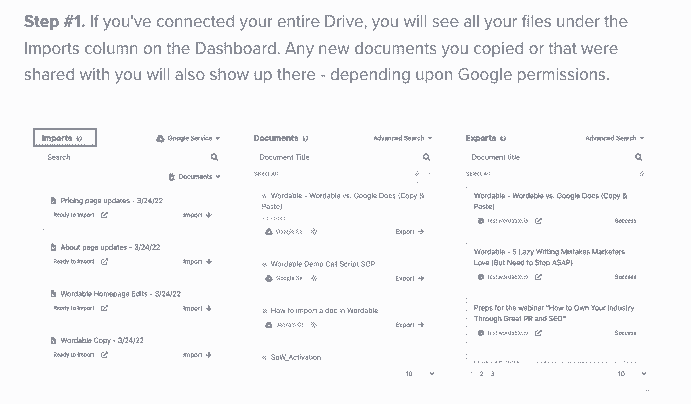 Step #1. If you've connected your entire Drive, you will see all your files under the
Imports column on the Dashboard. Any new documents you copied or that were
shared with you will also show up there - depending upon Google permissions.
Imports
Google Service
Search
Documents
Pricing page updates - 3/24/22
Ready to Import
Import
About page updates - 3/24/22
Ready to Import
Import
Wordable Homepage Edits - 3/24/22
Ready to Import
Import
Wordable Copy - 3/24/22
Ready to Import
Import
Documents
Advanced Search
Document Title
Select All
Wordable - Wordable vs. Google Docs (Copy &
Paste)
Export
Wordable Demo Call Script SOP
Export
How to import a doc in Wordable
Export
SoW_Activation
10
Exports
Advanced Search
Document title
Select All
Wordable - Wordable vs. Google Docs (Copy &
Paste)
Success
Wordable - 5 Lazy Writing Mistakes Marketers
Love (But Need to Stop ASAP)
Success
Preps for the webinar "How to Own Your Industry
Through Great PR and SEO"
Success
1 2 3
10